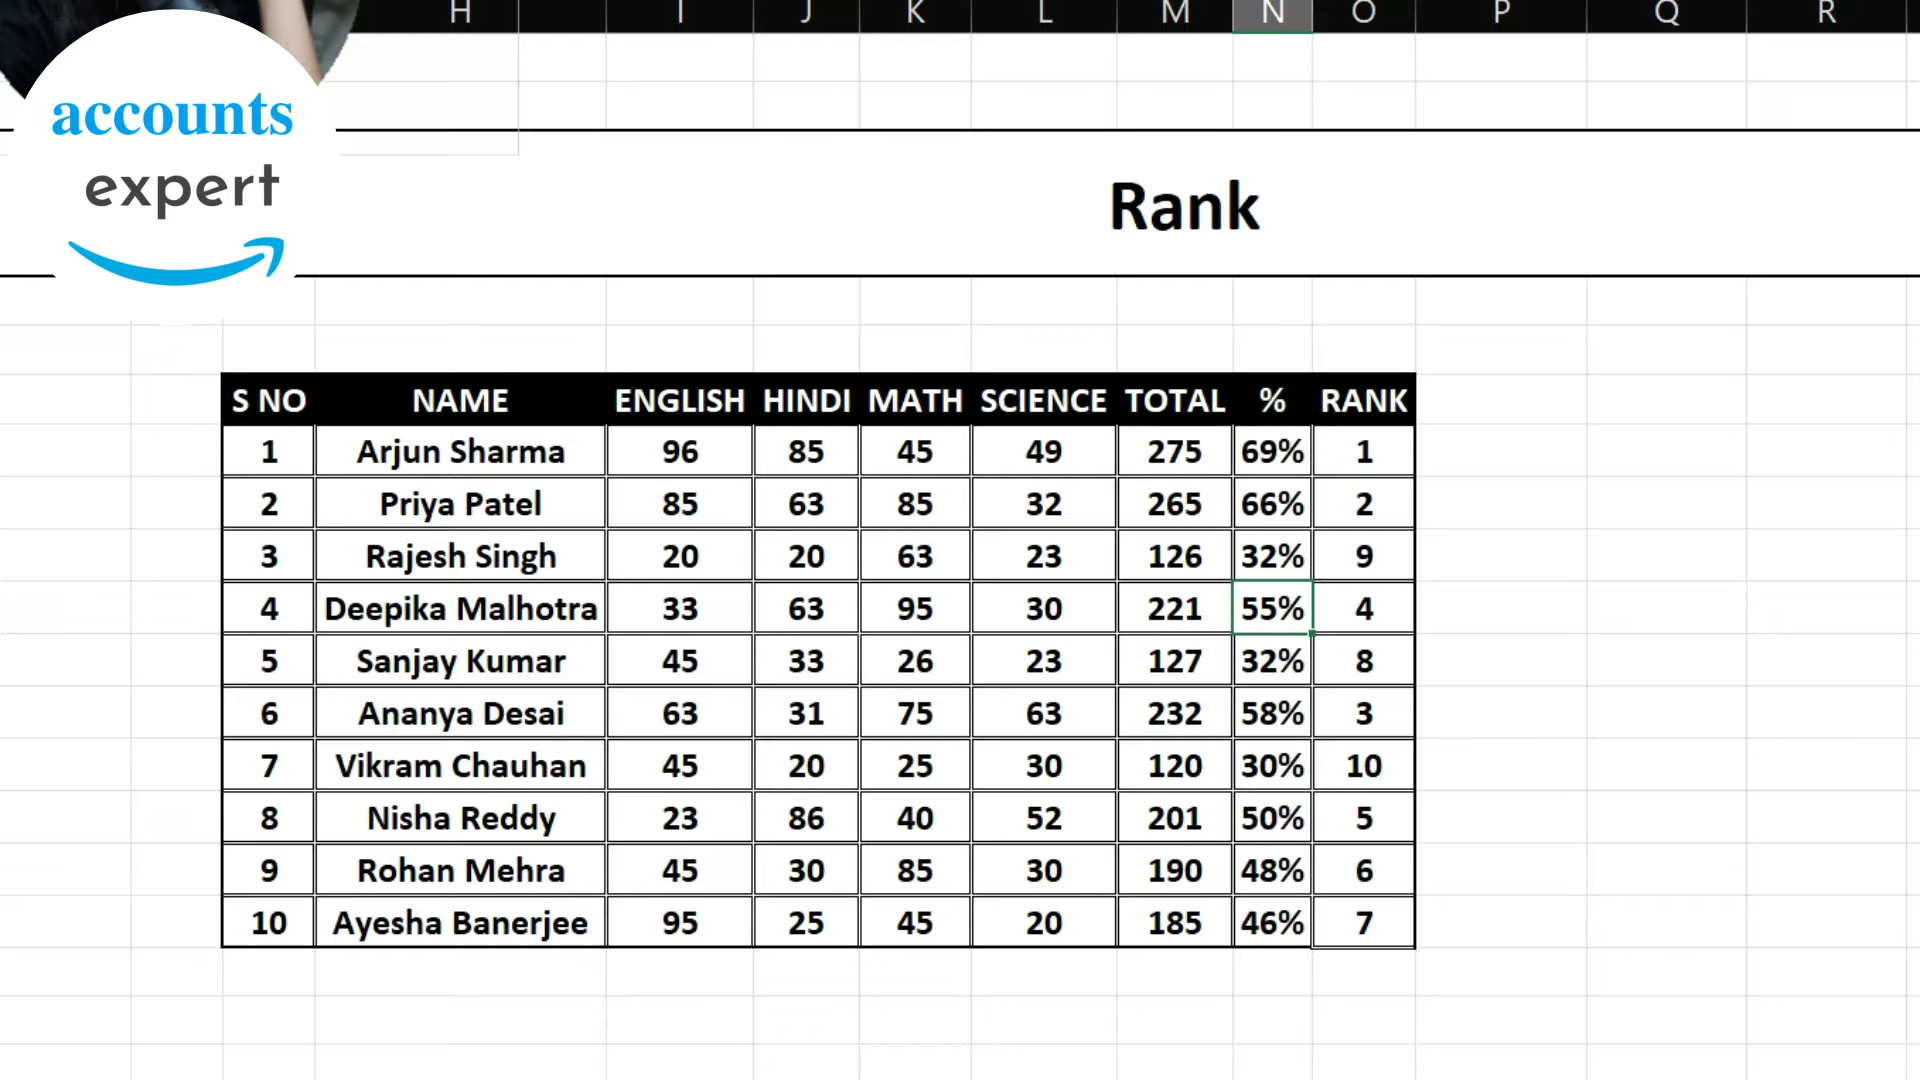 H I J K L M N O P Q R
accounts
expert
Rank
S NO NAME ENGLISH HINDI MATH SCIENCE TOTAL % RANK
1 Arjun Sharma 96 85 45 49 275 69% 1
2 Priya Patel 85 63 85 32 265 66% 2
3 Rajesh Singh 20 20 63 23 126 32% 9
4 Deepika Malhotra 33 63 95 30 221 55% 4
5 Sanjay Kumar 45 33 26 23 127 32% 8
6 Ananya Desai 63 31 75 63 232 58% 3
7 Vikram Chauhan 45 20 25 30 120 30% 10
8 Nisha Reddy 23 86 40 52 201 50% 5
9 Rohan Mehra 45 30 85 30 190 48% 6
10 Ayesha Banerjee 95 25 45 20 185 46% 7